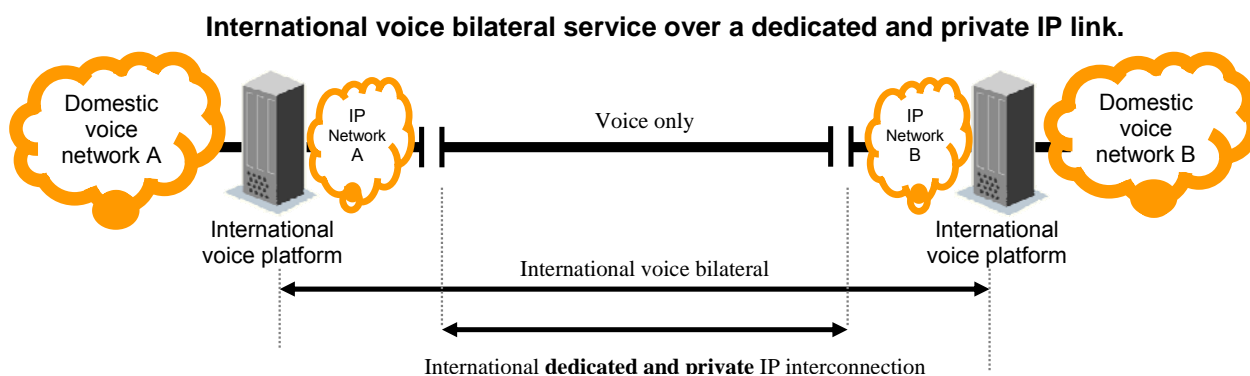 International voice bilateral service over a dedicated and private IP link.
Domestic
voice
network A
IP
Network
A
Voice only
IP
Network
B
Domestic
voice
network B
International
voice platform
International
voice platform
International voice bilateral
International dedicated and private IP interconnection